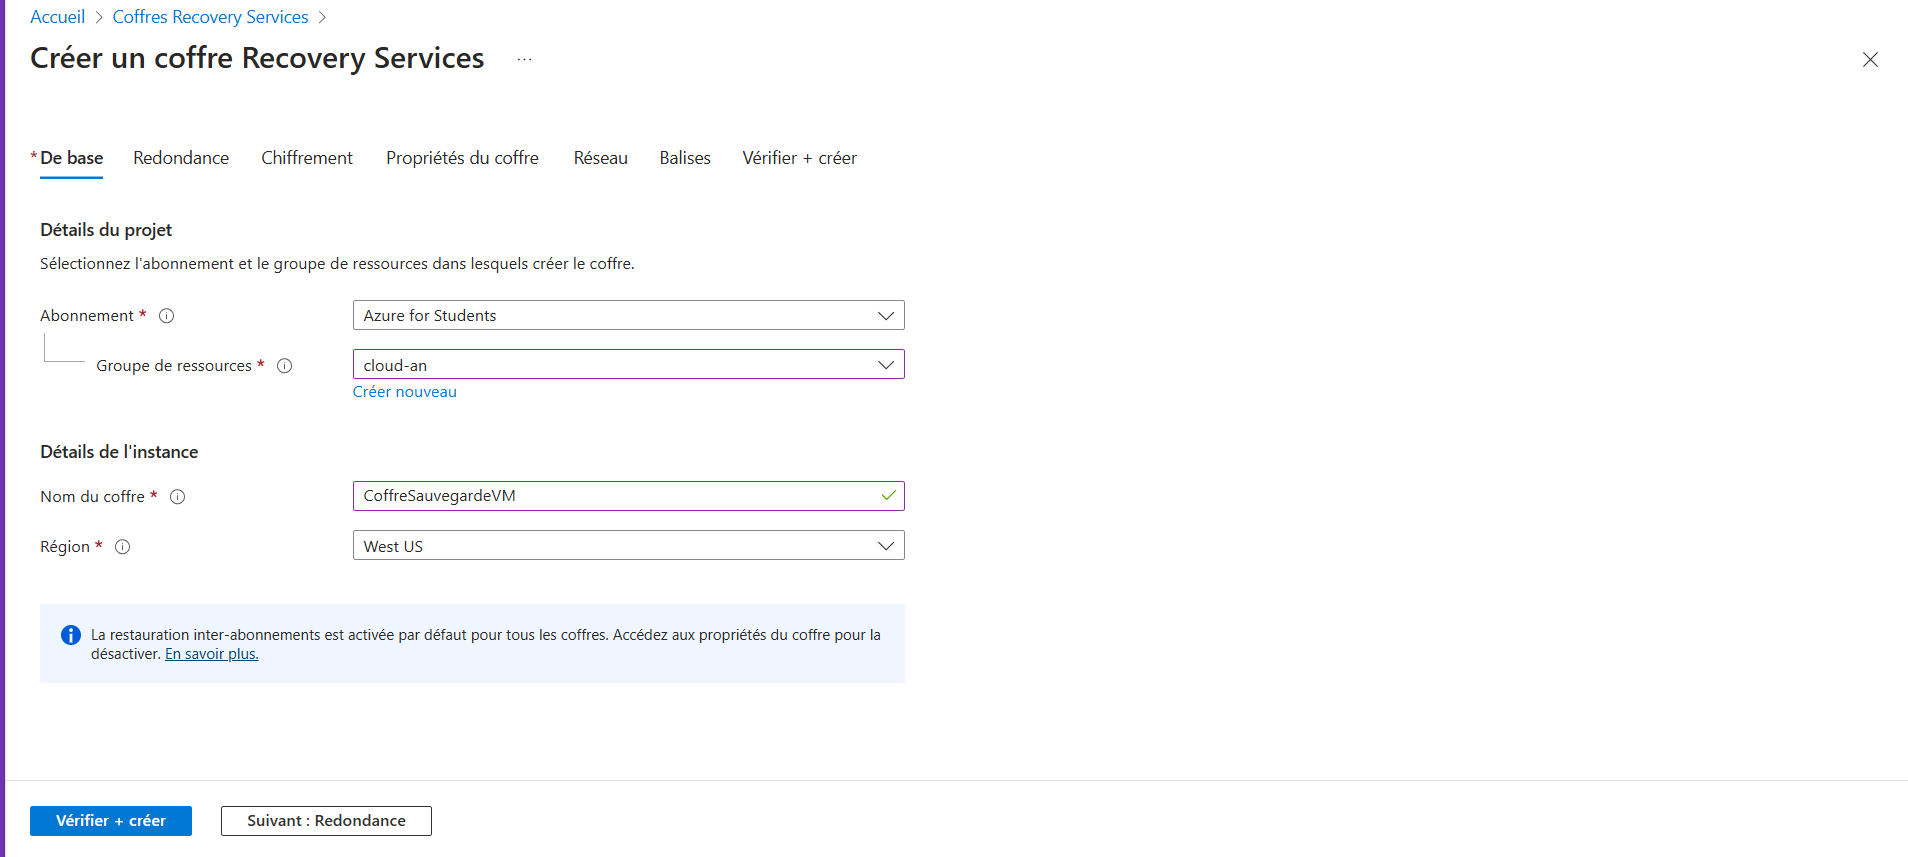 Accueil > Coffres Recovery Services >
Créer un coffre Recovery Services ...
* De base Redondance Chiffrement Propriétés du coffre Réseau Balises Vérifier + créer
Détails du projet
Sélectionnez l'abonnement et le groupe de ressources dans lesquels créer le coffre.
Abonnement * Azure for Students
Groupe de ressources * cloud-an
Créer nouveau
Détails de l'instance
Nom du coffre * CoffreSauvegardeVM
Région * West US
La restauration inter-abonnements est activée par défaut pour tous les coffres. Accédez aux propriétés du coffre pour la
désactiver. En savoir plus.
Vérifier + créer Suivant : Redondance